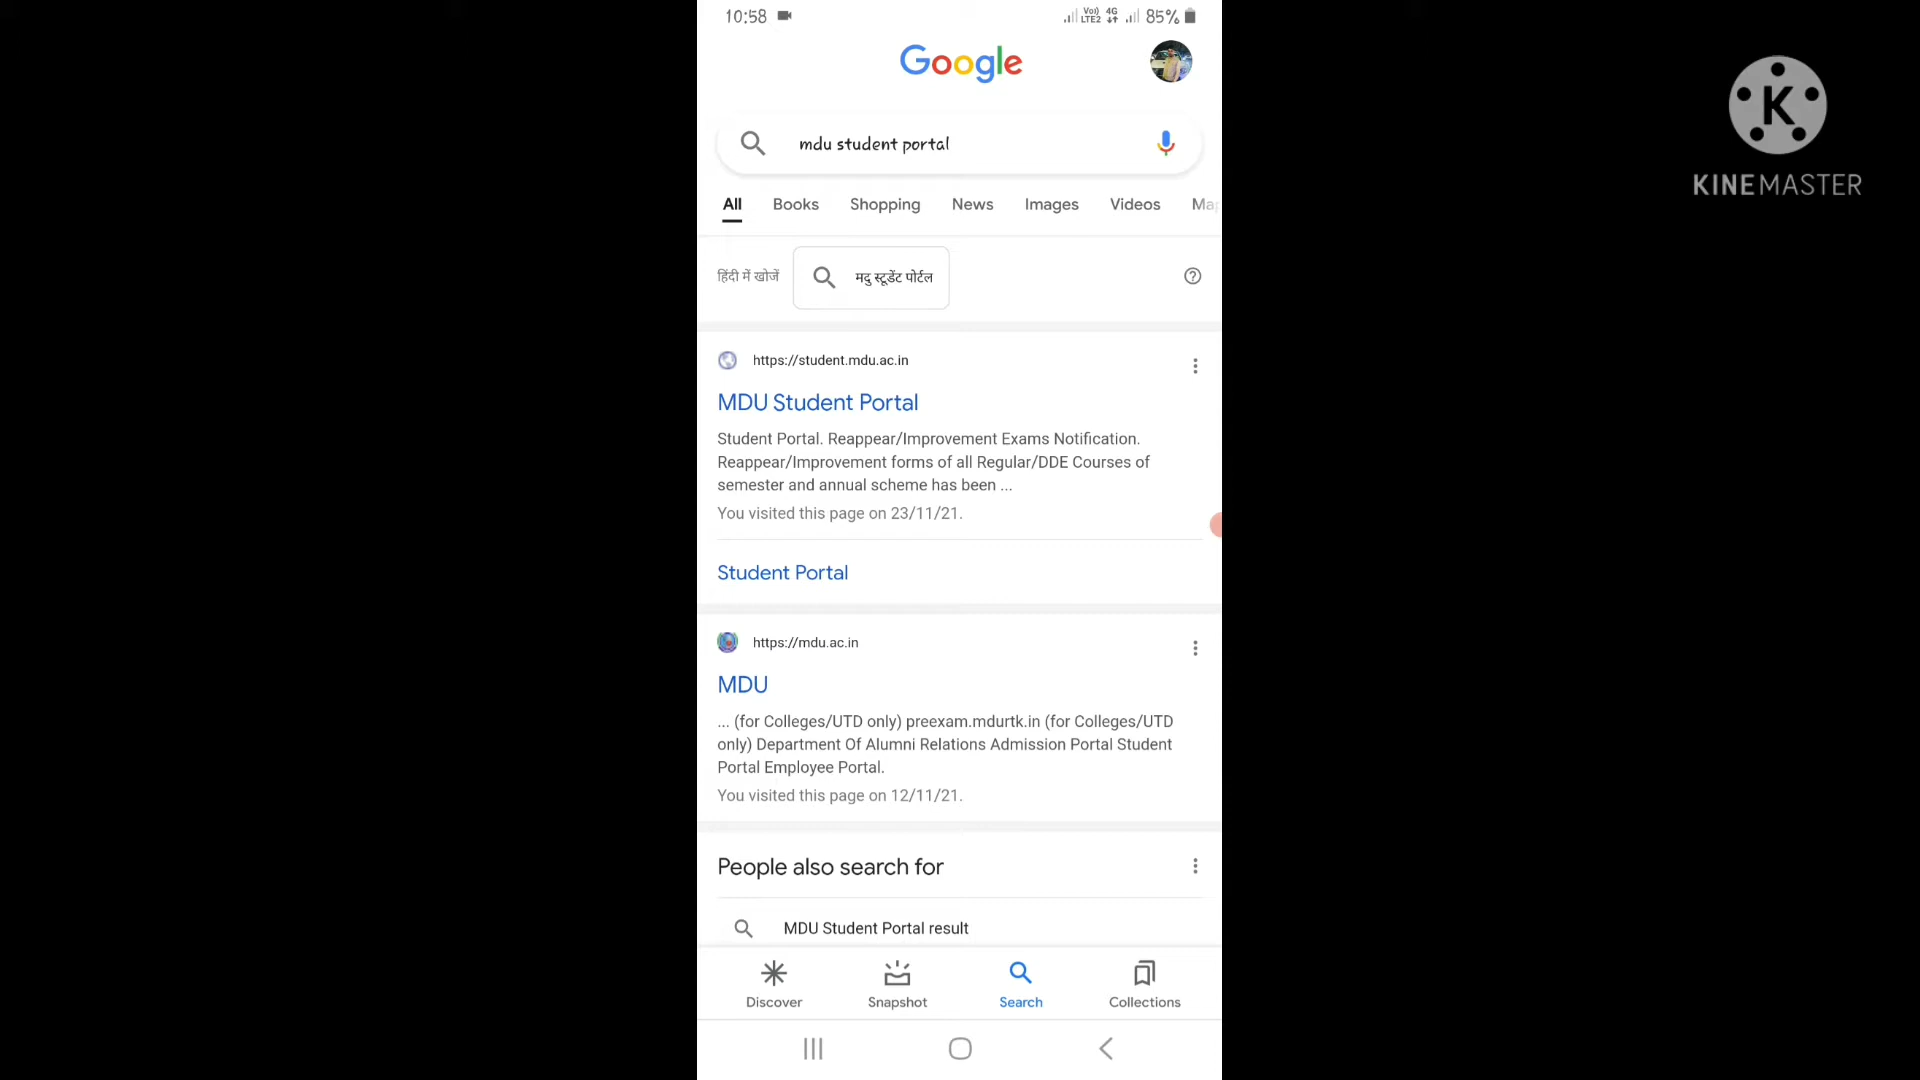 10:58
Vo)) 4G
LTE2
85%
Google
K
KINEMASTER
mdu student portal
All Books Shopping News Images Videos Map
हिंदी में खोजें मदु स्टूडेंट पोर्टल
https://student.mdu.ac.in
MDU Student Portal
Student Portal. Reappear/Improvement Exams Notification.
Reappear/Improvement forms of all Regular/DDE Courses of
semester and annual scheme has been ...
You visited this page on 23/11/21.
Student Portal
https://mdu.ac.in
MDU
... (for Colleges/UTD only) preexam.mdurtk.in (for Colleges/UTD
only) Department Of Alumni Relations Admission Portal Student
Portal Employee Portal.
You visited this page on 12/11/21.
People also search for
MDU Student Portal result
Discover Snapshot Search Collections